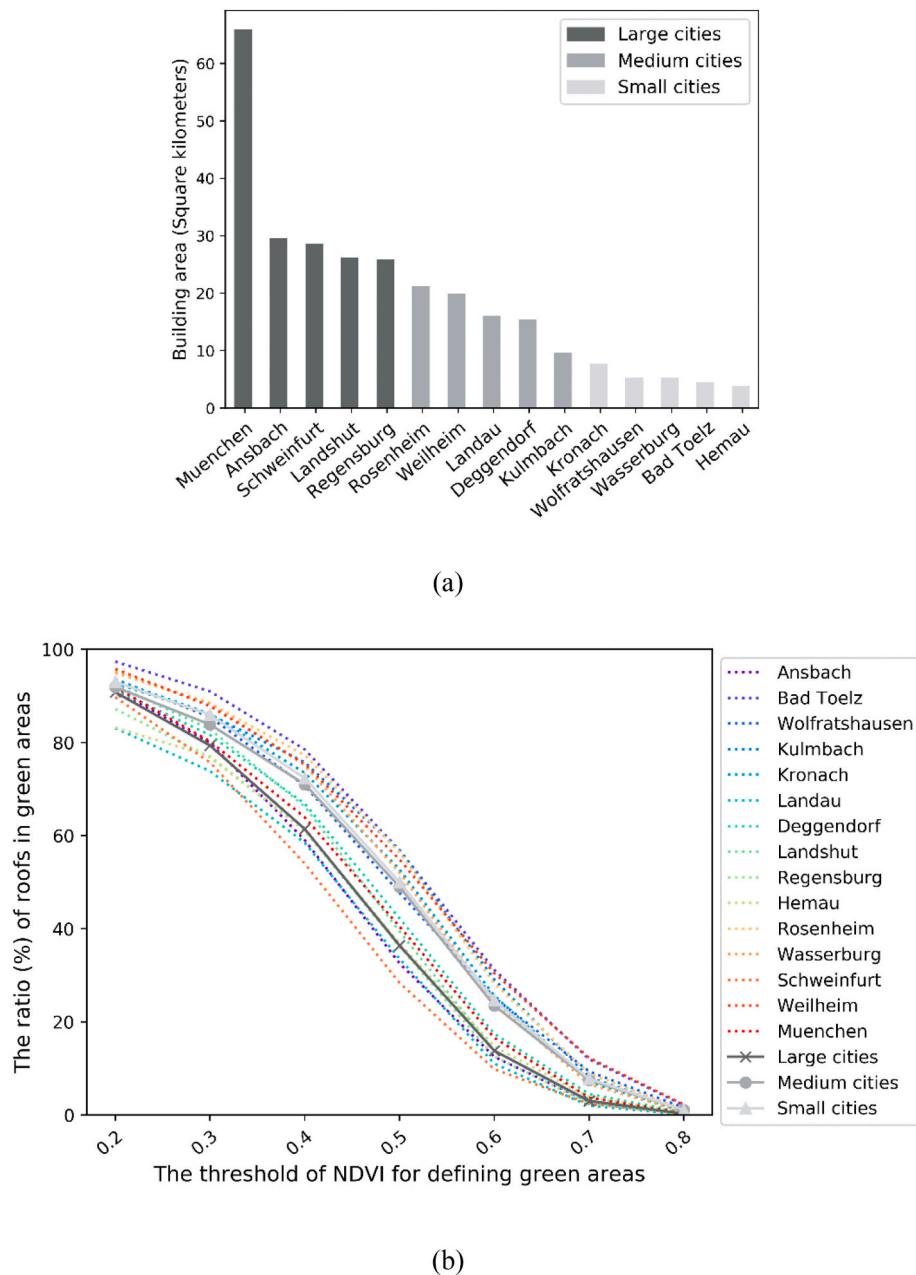 Large cities
Medium cities
Small cities
Building area (Square kilometers)
60
50
40
30
20
10
0
Muenchen
Ansbach
Schweinfurt
Landshut
Regensburg
Rosenheim
Weilheim
Landau
Deggendorf
Kulmbach
Kronach
Wolfratshausen
Wasserburg
Bad Toelz
Hemau
(a)
The ratio (%) of roofs in green areas
100
80
60
40
20
0
0.2
0.3
0.4
0.5
0.6
0.7
0.8
The threshold of NDVI for defining green areas
Ansbach
Bad Toelz
Wolfratshausen
Kulmbach
Kronach
Landau
Deggendorf
Landshut
Regensburg
Hemau
Rosenheim
Wasserburg
Schweinfurt
Weilheim
Muenchen
Large cities
Medium cities
Small cities
(b)